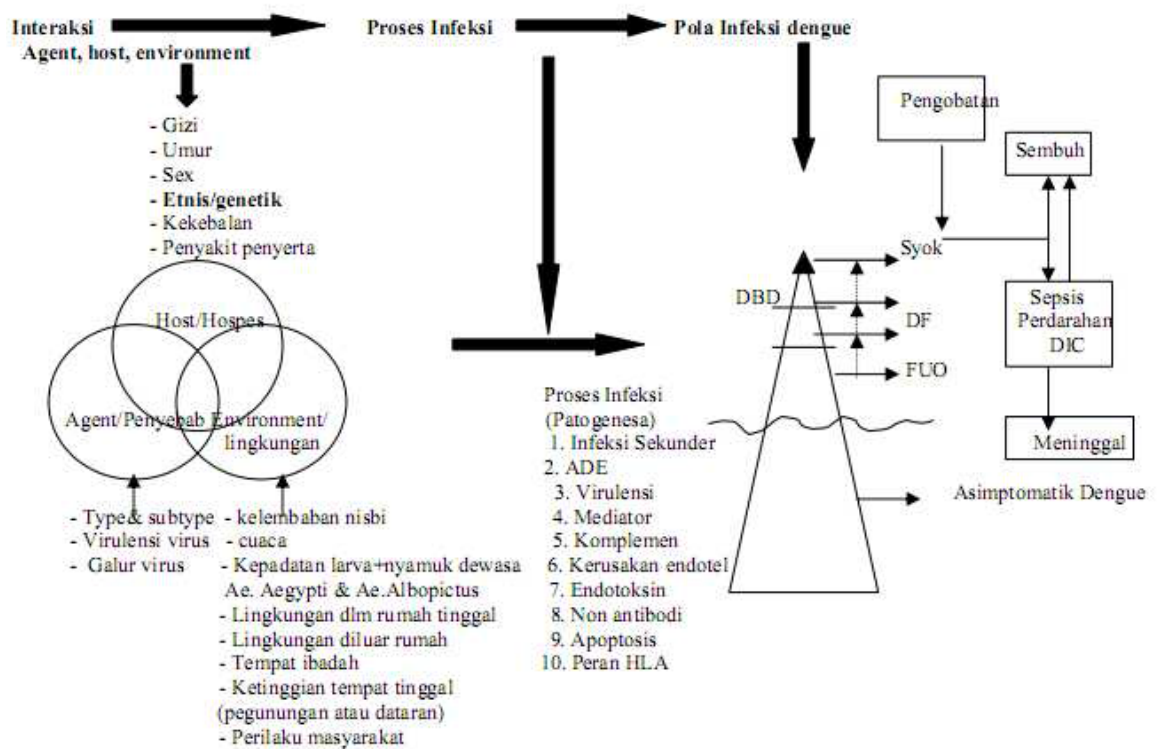 Interaksi
Agent, host, environment
Proses Infeksi
Pola Infeksi dengue
- Gizi
- Umur
- Sex
- Etnis/genetik
- Kekebalan
- Penyakit penyerta
Host/Hospes
Agent/Penyebab
Environment/
lingkungan
- Type& subtype
- Virulensi virus
- Galur virus
- kelembaban nisbi
- cuaca
- Kepadatan larva+nyamuk dewasa
Ae. Aegypti & Ae.Albopictus
- Lingkungan dlm rumah tinggal
- Lingkungan diluar rumah
- Tempat ibadah
- Ketinggian tempat tinggal
(pegunungan atau dataran)
- Perilaku masyarakat
Proses Infeksi
(Patogenesa)
1. Infeksi Sekunder
2. ADE
3. Virulensi
4. Mediator
5. Komplemen
6. Kerusakan endotel
7. Endotoksin
8. Non antibodi
9. Apoptosis
10. Peran HLA
DBD
Syok
DF
FUO
Asimptomatik Dengue
Pengobatan
Sembuh
Sepsis
Perdarahan
DIC
Meninggal